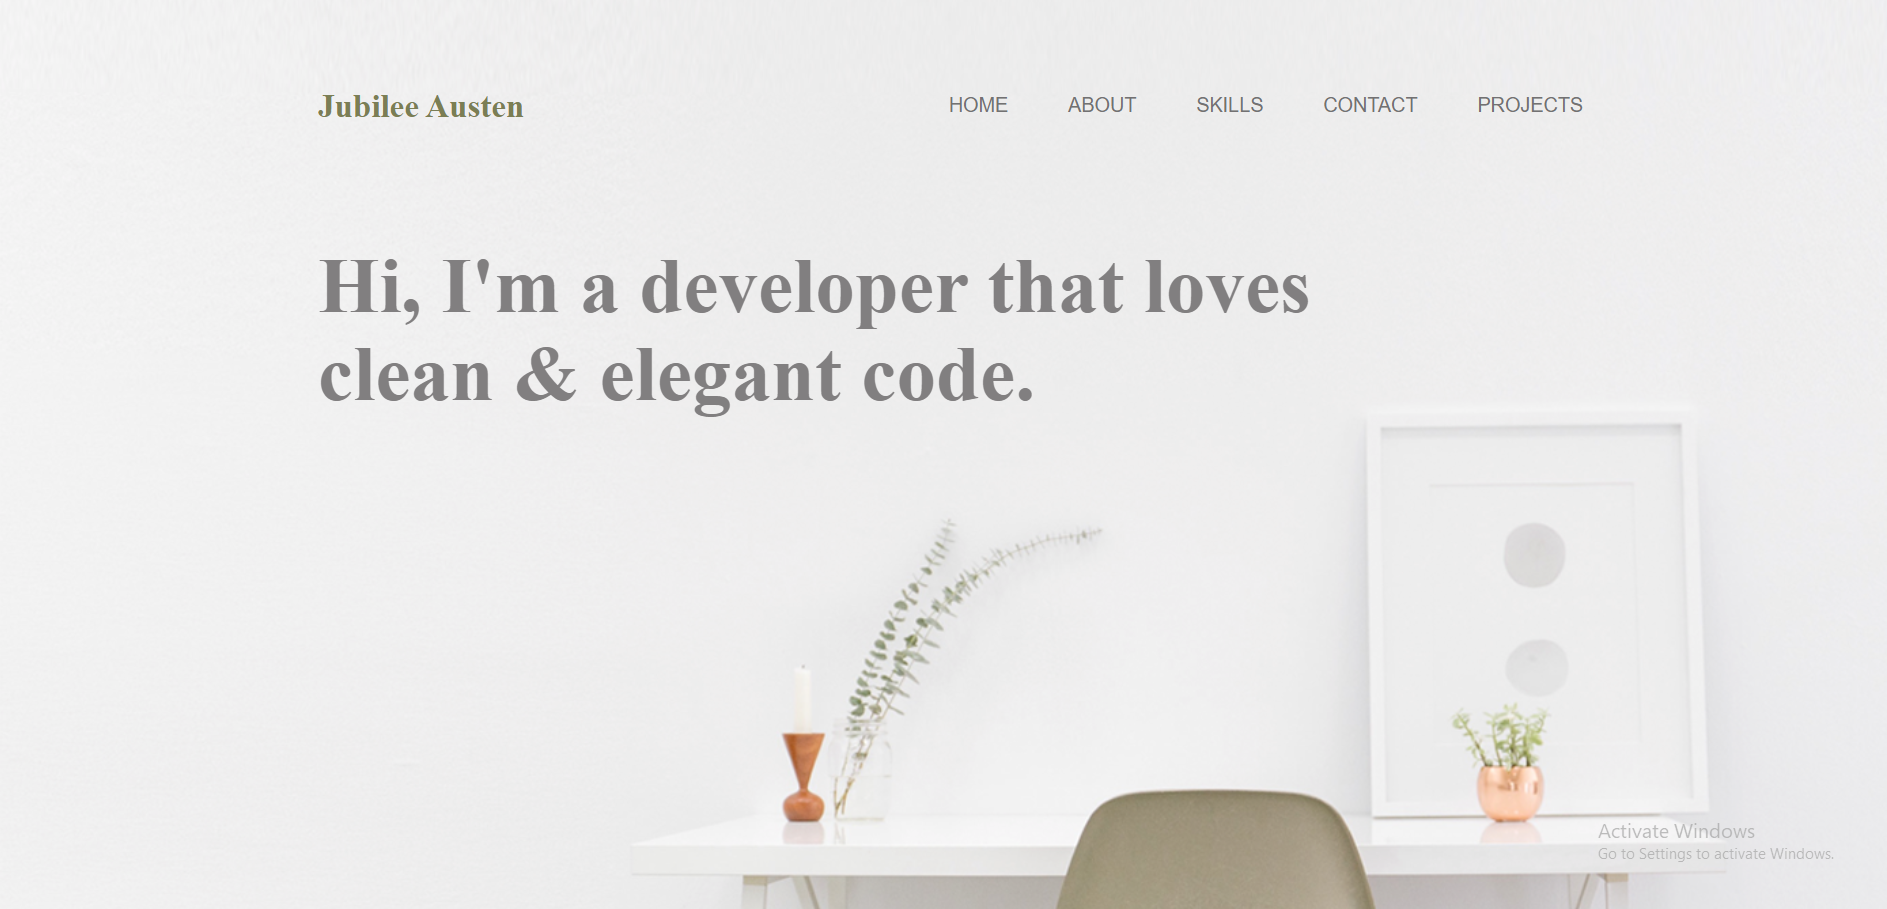 Jubilee Austen
HOME ABOUT SKILLS CONTACT PROJECTS
Hi, I'm a developer that loves
clean & elegant code.
Activate Windows
Go to Settings to activate Windows.